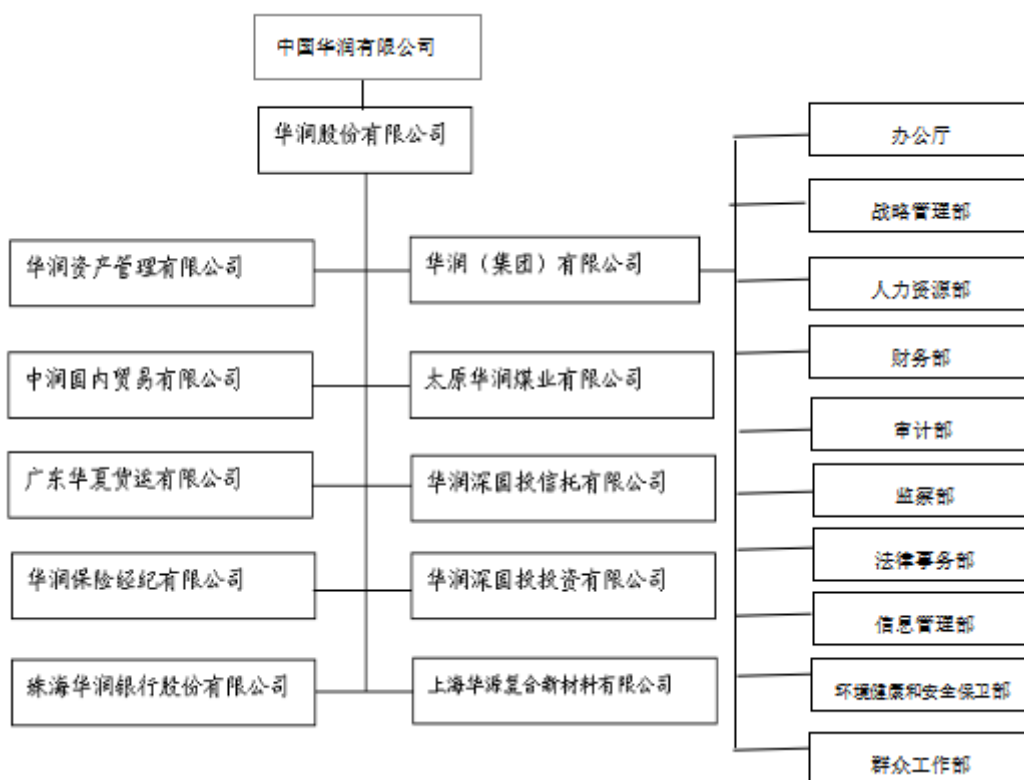 中国华润有限公司
华润股份有限公司
华润资产管理有限公司
华润（集团）有限公司
中润国内贸易有限公司
太原华润煤业有限公司
广东华夏货运有限公司
华润深国投信托有限公司
华润保险经纪有限公司
华润深国投投资有限公司
珠海华润银行股份有限公司
上海华源复合新材料有限公司
办公厅
战略管理部
人力资源部
财务部
审计部
监察部
法律事务部
信息管理部
环境健康和安全保卫部
群众工作部